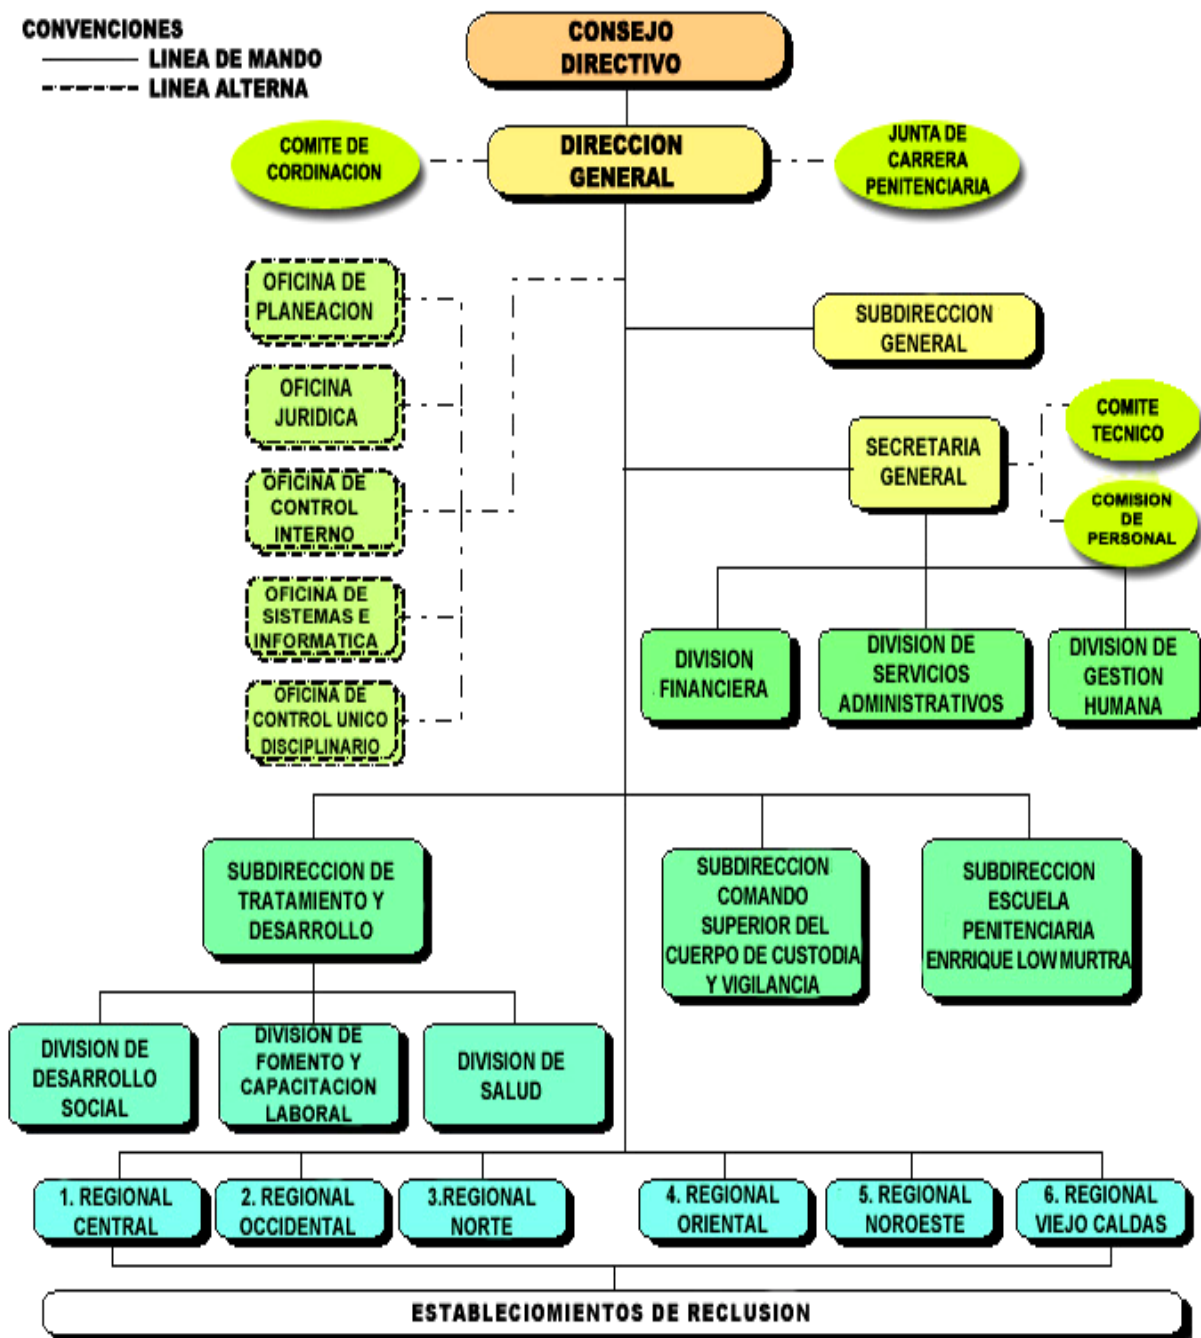 CONVENCIONES
LINEA DE MANDO
LINEA ALTERNA
CONSEJO
DIRECTIVO
COMITE DE
CORDINACION
DIRECCION
GENERAL
JUNTA DE
CARRERA
PENITENCIARIA
OFICINA DE
PLANEACION
OFICINA
JURIDICA
OFICINA DE
CONTROL
INTERNO
OFICINA DE
SISTEMAS E
INFORMATICA
OFICINA DE
CONTROL UNICO
DISCIPLINARIO
SUBDIRECCION
GENERAL
SECRETARIA
GENERAL
COMITE
TECNICO
COMISION
DE
PERSONAL
DIVISION
FINANCIERA
DIVISION DE
SERVICIOS
ADMINISTRATIVOS
DIVISION DE
GESTION
HUMANA
SUBDIRECCION DE
TRATAMIENTO Y
DESARROLLO
SUBDIRECCION
COMANDO
SUPERIOR DEL
CUERPO DE CUSTODIA
Y VIGILANCIA
SUBDIRECCION
ESCUELA
PENITENCIARIA
ENRRIQUE LOW MURTRA
DIVISION DE
DESARROLLO
SOCIAL
DIVISION DE
FOMENTO Y
CAPACITACION
LABORAL
DIVISION DE
SALUD
1. REGIONAL
CENTRAL
2. REGIONAL
OCCIDENTAL
3.REGIONAL
NORTE
4. REGIONAL
ORIENTAL
5. REGIONAL
NOROESTE
6. REGIONAL
VIEJO CALDAS
ESTABLECIOMIENTOS DE RECLUSION